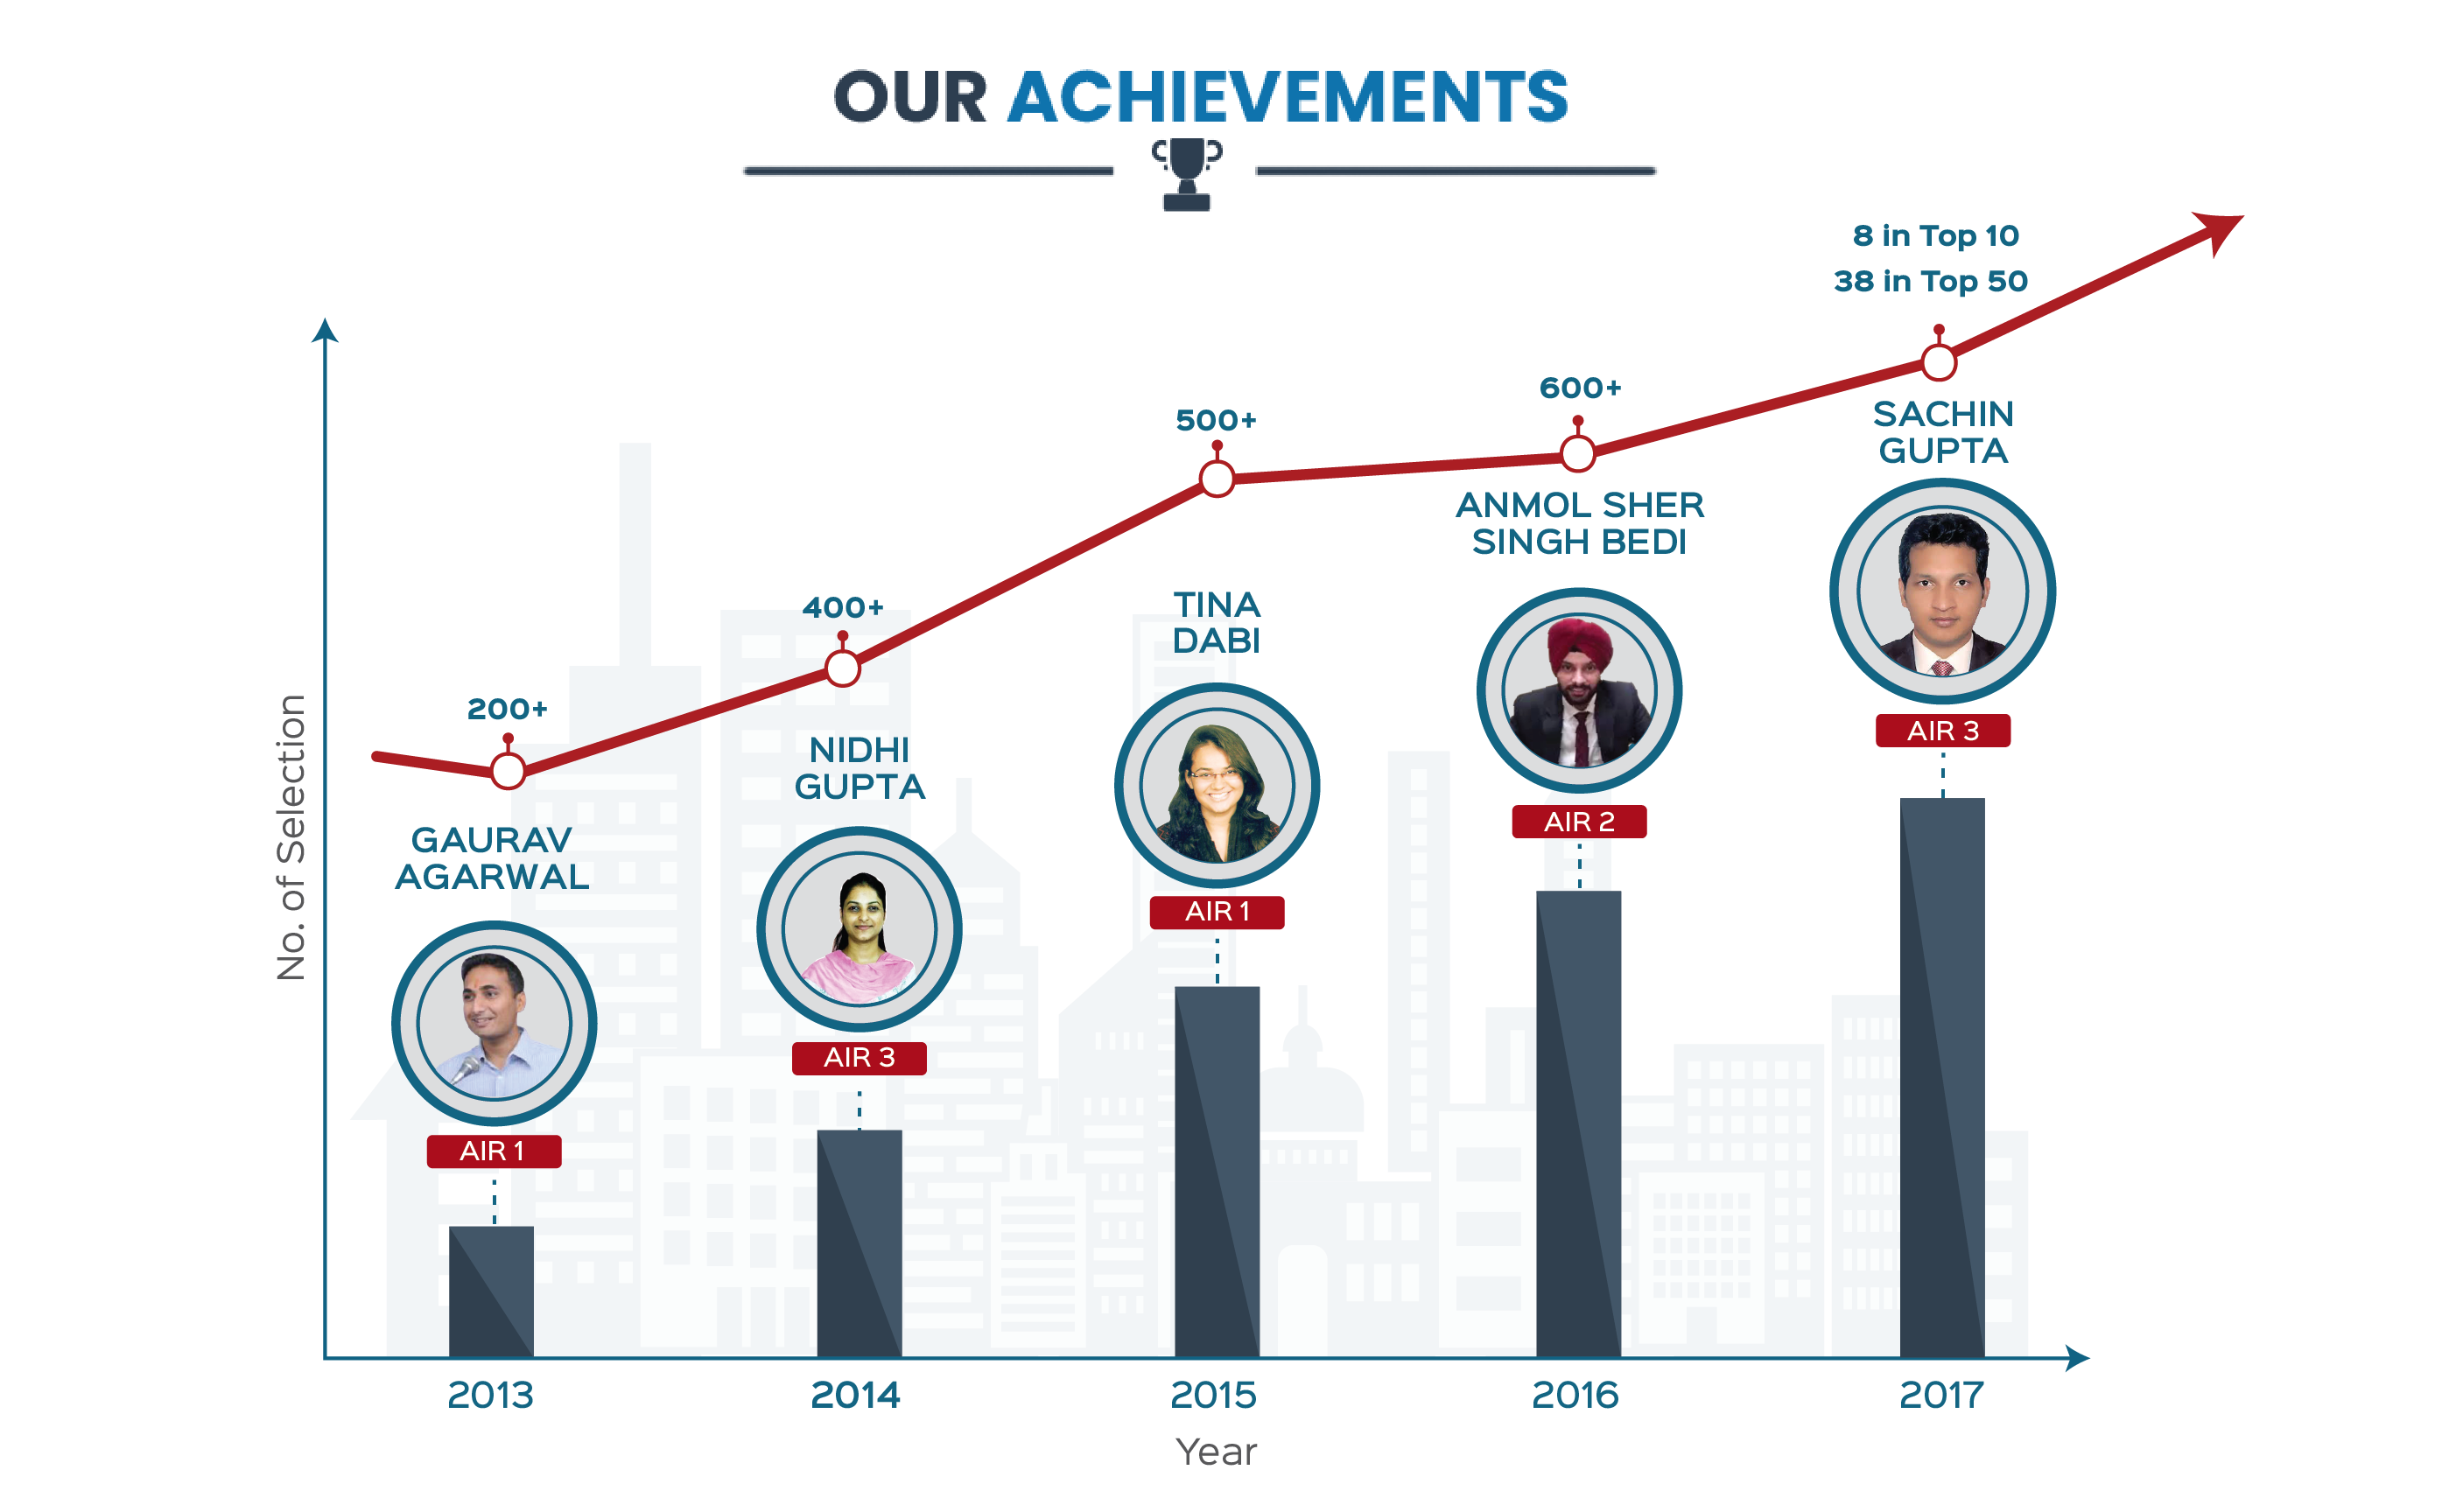 OUR ACHIEVEMENTS
8 in Top 10
38 in Top 50
600+
500+
400+
200+
SACHIN
GUPTA
AIR 3
ANMOL SHER
SINGH BEDI
AIR 2
TINA
DABI
AIR 1
NIDHI
GUPTA
AIR 3
GAURAV
AGARWAL
AIR 1
No. of Selection
2013
2014
2015
2016
2017
Year